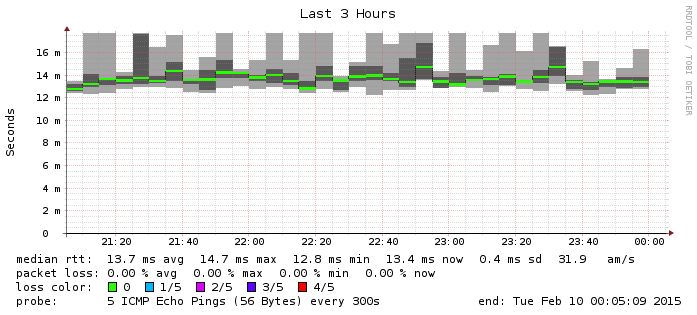 Last 3 Hours
RRDTOOL / TOBI OETIKER
Seconds
16 m
14 m
12 m
10 m
8 m
6 m
4 m
2 m
0
21:20 21:40 22:00 22:20 22:40 23:00 23:20 23:40 00:00
median rtt: 13.7 ms avg 14.7 ms max 12.8 ms min 13.4 ms now 0.4 ms sd 31.9 am/s
packet loss: 0.00 % avg 0.00 % max 0.00 % min 0.00 % now
loss color: 0 1/5 2/5 3/5 4/5
probe: 5 ICMP Echo Pings (56 Bytes) every 300s end: Tue Feb 10 00:05:09 2015